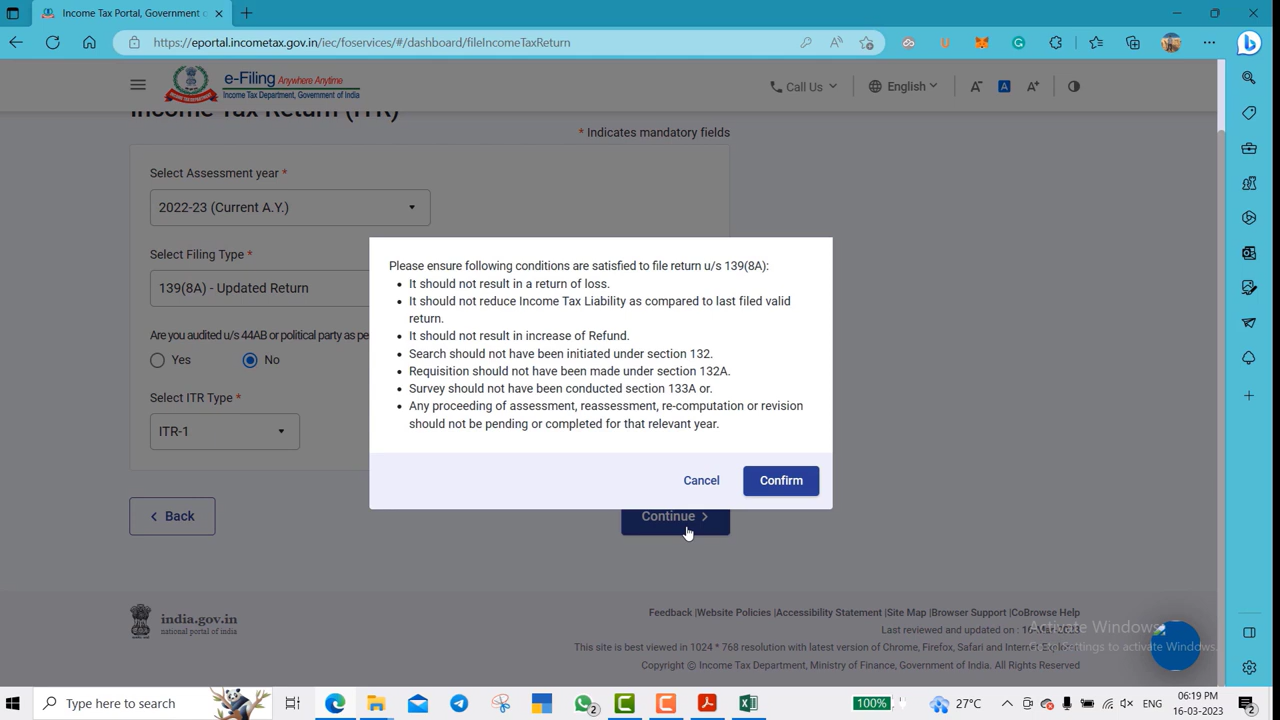 Income Tax Portal, Government o
https://eportal.incometax.gov.in/iec/foservices/#/dashboard/fileIncomeTaxReturn
e-Filing Anywhere Anytime
Income Tax Department, Government of India
Call Us
English
A-
A
A+
Income Tax Return (ITR)
* Indicates mandatory fields
Select Assessment year *
2022-23 (Current A.Y.)
Select Filing Type *
139(8A) - Updated Return
Are you audited u/s 44AB or political party as pe
Yes
No
Select ITR Type *
ITR-1
Please ensure following conditions are satisfied to file return u/s 139(8A):
• It should not result in a return of loss.
• It should not reduce Income Tax Liability as compared to last filed valid
return.
• It should not result in increase of Refund.
• Search should not have been initiated under section 132.
• Requisition should not have been made under section 132A.
• Survey should not have been conducted section 133A or.
• Any proceeding of assessment, reassessment, re-computation or revision
should not be pending or completed for that relevant year.
Cancel
Confirm
< Back
Continue >
india.gov.in
national portal of india
Feedback |Website Policies |Accessibility Statement |Site Map |Browser Support |CoBrowse Help
Last reviewed and updated on : 16-Mar-2023
This site is best viewed in 1024 * 768 resolution with latest version of Chrome, Firefox, Safari and Internet
Copyright @ Income Tax Department, Ministry of Finance, Government of India. All Rights Reserved
Activate Windows
Go to Settings to activate Windows.
Type here to search
2
100%
27°C
06:19 PM
16-03-2023
2